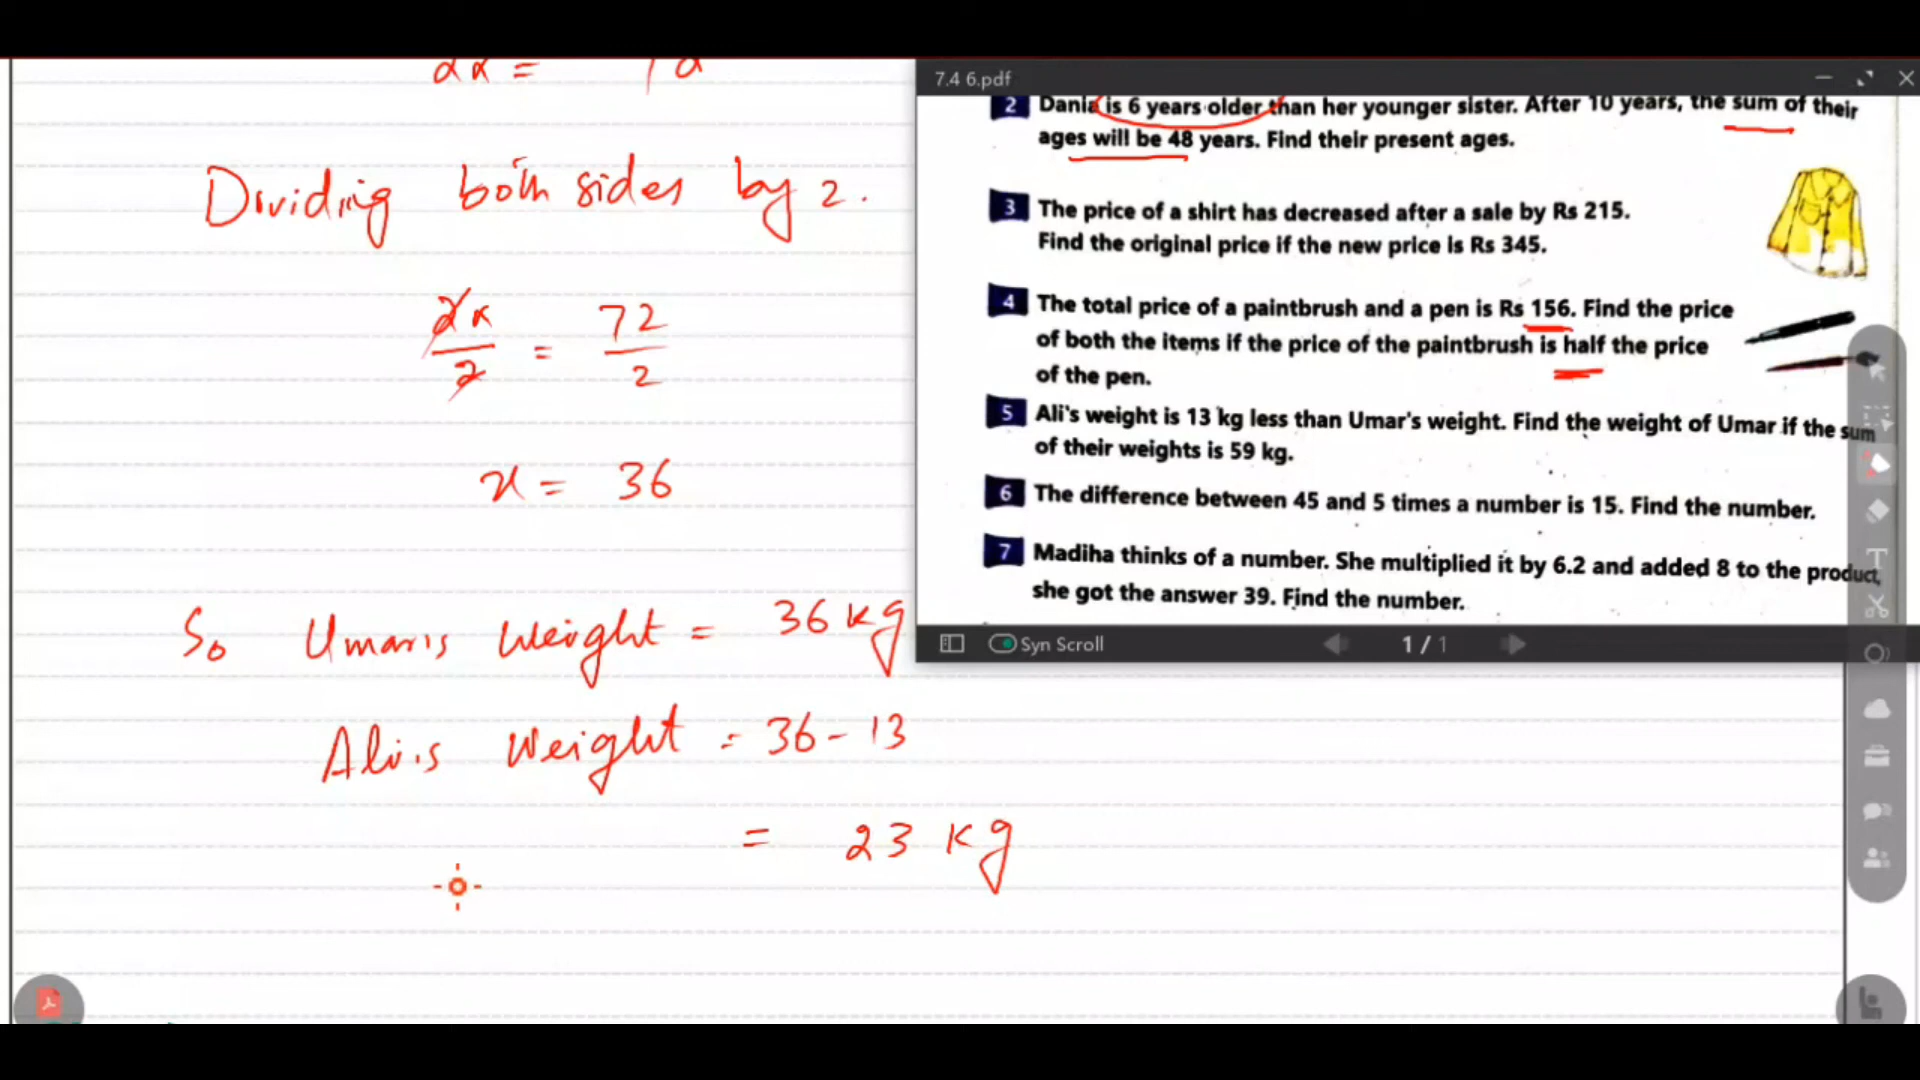 2x = 72
Dividing both sides by 2.
2x/2 = 72/2
x = 36
So Umar's weight = 36 kg
Ali's weight = 36 - 13
= 23 kg
7.4 6.pdf
2 Dania is 6 years older than her younger sister. After 10 years, the sum of their
ages will be 48 years. Find their present ages.
3 The price of a shirt has decreased after a sale by Rs 215.
Find the original price if the new price is Rs 345.
4 The total price of a paintbrush and a pen is Rs 156. Find the price
of both the items if the price of the paintbrush is half the price
of the pen.
5 Ali's weight is 13 kg less than Umar's weight. Find the weight of Umar if the sum
of their weights is 59 kg.
6 The difference between 45 and 5 times a number is 15. Find the number.
7 Madiha thinks of a number. She multiplied it by 6.2 and added 8 to the product,
she got the answer 39. Find the number.
Syn Scroll
1 / 1
T